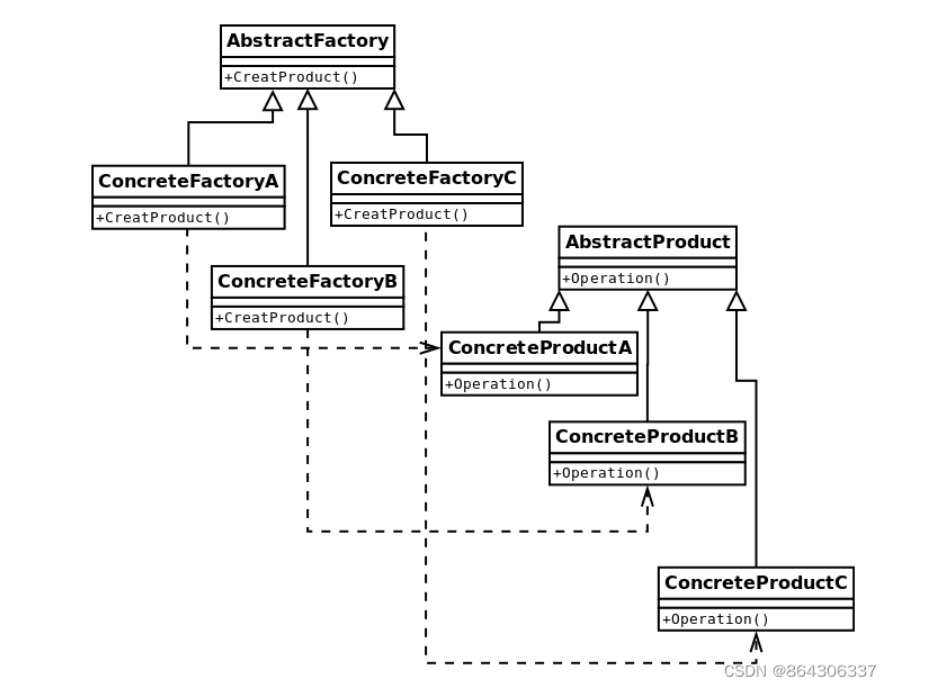 AbstractFactory
+CreatProduct()
ConcreteFactoryA
+CreatProduct()
ConcreteFactoryC
+CreatProduct()
ConcreteFactoryB
+CreatProduct()
AbstractProduct
+Operation()
ConcreteProductA
+Operation()
ConcreteProductB
+Operation()
ConcreteProductC
+Operation()
CSDN @864306337